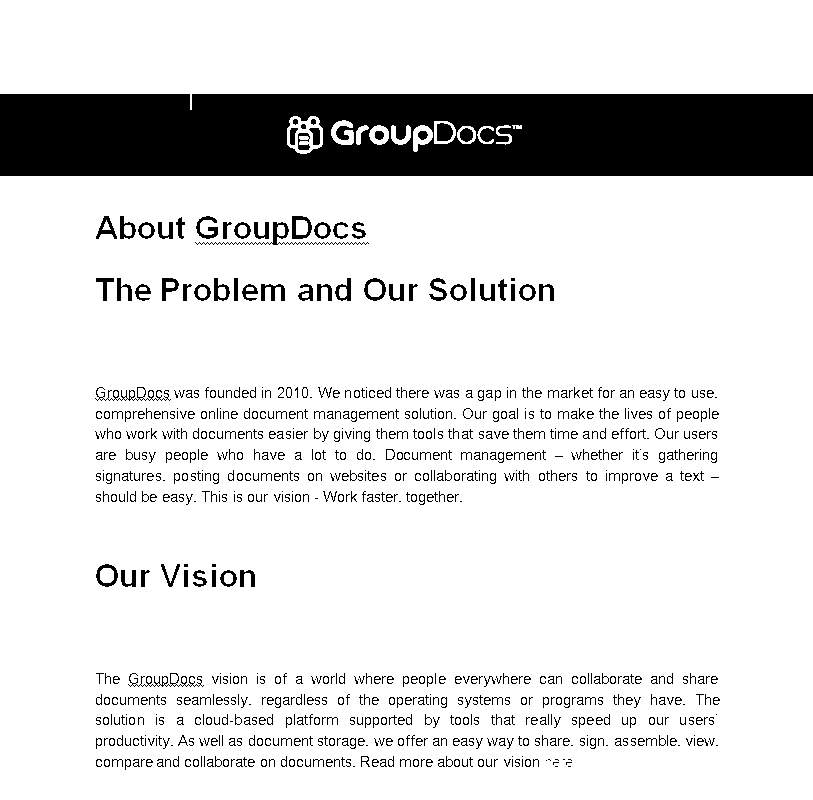 GroupDocs™
About GroupDocs
The Problem and Our Solution
GroupDocs was founded in 2010. We noticed there was a gap in the market for an easy to use,
comprehensive online document management solution. Our goal is to make the lives of people
who work with documents easier by giving them tools that save them time and effort. Our users
are busy people who have a lot to do. Document management – whether it's gathering
signatures, posting documents on websites or collaborating with others to improve a text –
should be easy. This is our vision - Work faster, together.
Our Vision
The GroupDocs vision is of a world where people everywhere can collaborate and share
documents seamlessly, regardless of the operating systems or programs they have. The
solution is a cloud-based platform supported by tools that really speed up our users'
productivity. As well as document storage, we offer an easy way to share, sign, assemble, view,
compare and collaborate on documents. Read more about our vision here